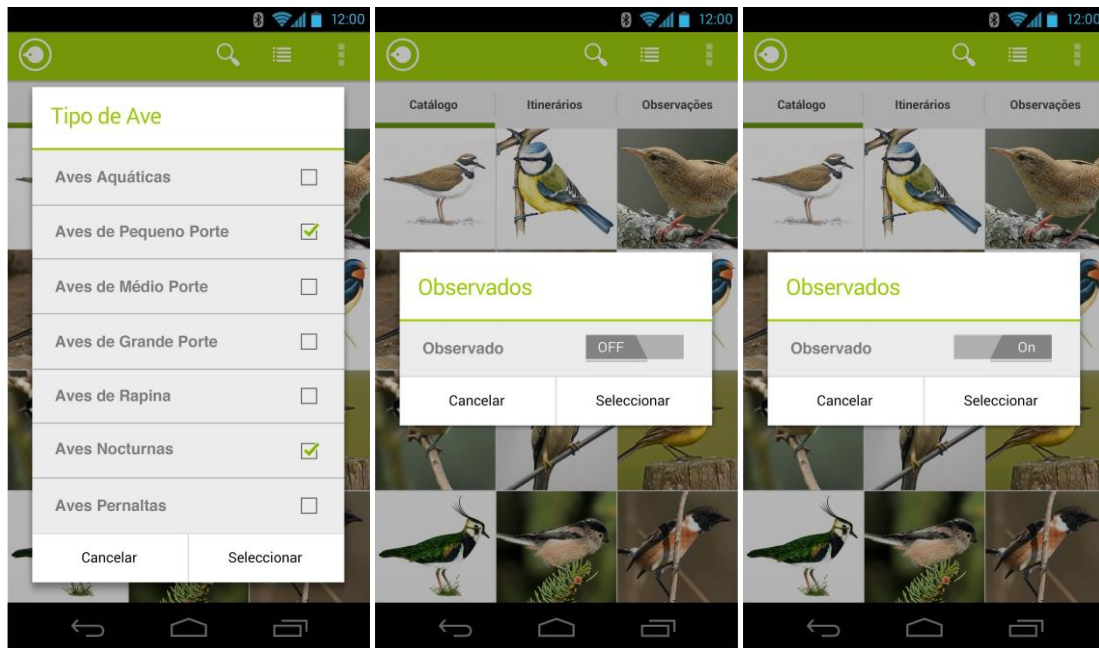 12:00
Tipo de Ave
Aves Aquáticas
Aves de Pequeno Porte
Aves de Médio Porte
Aves de Grande Porte
Aves de Rapina
Aves Nocturnas
Aves Pernaltas
Cancelar Seleccionar
12:00
Catálogo Itinerários Observações
Observados
Observado OFF
Cancelar Seleccionar
12:00
Catálogo Itinerários Observações
Observados
Observado On
Cancelar Seleccionar